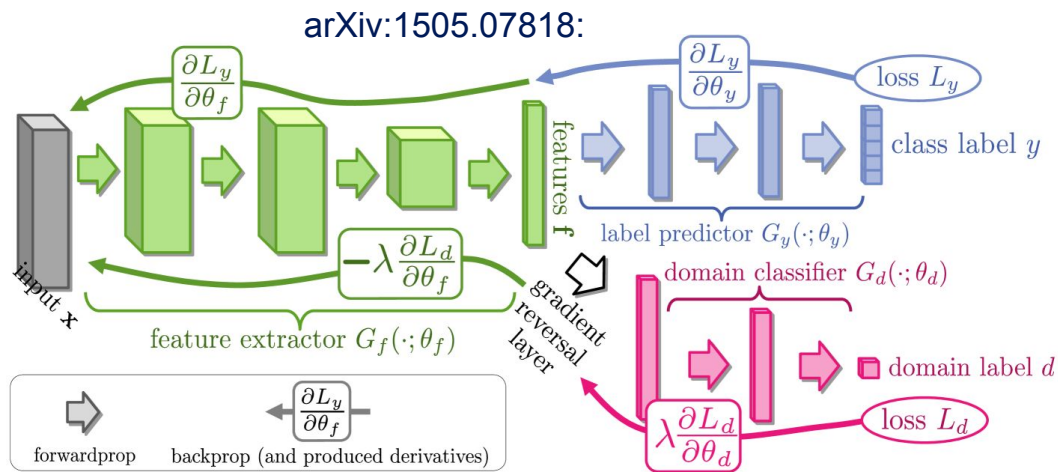 arXiv:1505.07818:
∂L_y/∂θ_f
∂L_y/∂θ_y
loss L_y
features f
class label y
label predictor G_y(·;θ_y)
−λ ∂L_d/∂θ_f
input x
gradient
reversal
layer
domain classifier G_d(·;θ_d)
feature extractor G_f(·;θ_f)
domain label d
λ ∂L_d/∂θ_d
loss L_d
∂L_y/∂θ_f
forwardprop
backprop (and produced derivatives)